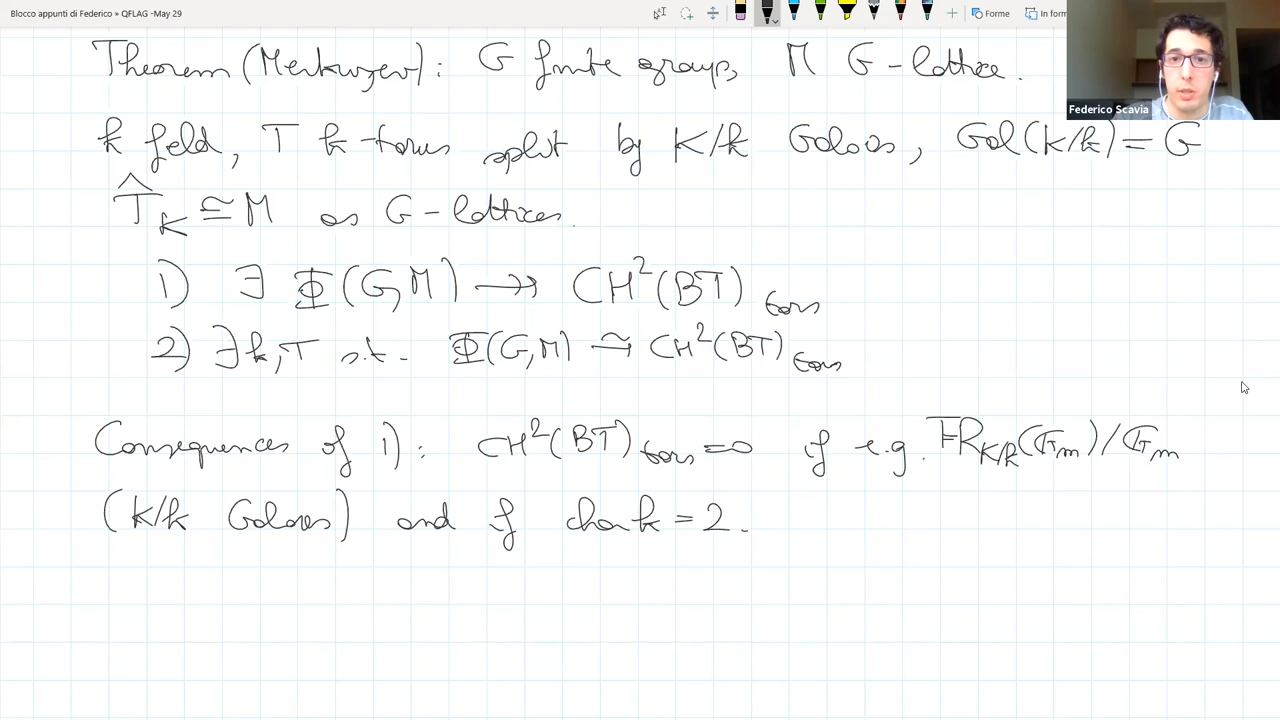 Blocco appunti di Federico » QFLAG -May 29
Forme
In form
Federico Scavia
Theorem (Merkurjev): G finite group, M G-lattice.
k field, T k-torus split by K/k Galois, Gal(K/k) = G
T̂_K ≅ M as G-lattices.
1) ∃ Φ(G,M) ↠ CH²(BT)_tors
2) ∃ k,T s.t. Φ(G,M) ⥲ CH²(BT)_tors
Consequences of 1): CH²(BT)_tors = 0 if e.g. T=R_{K/k}(𝔾_m)/𝔾_m
(K/k Galois) and if char k = 2.